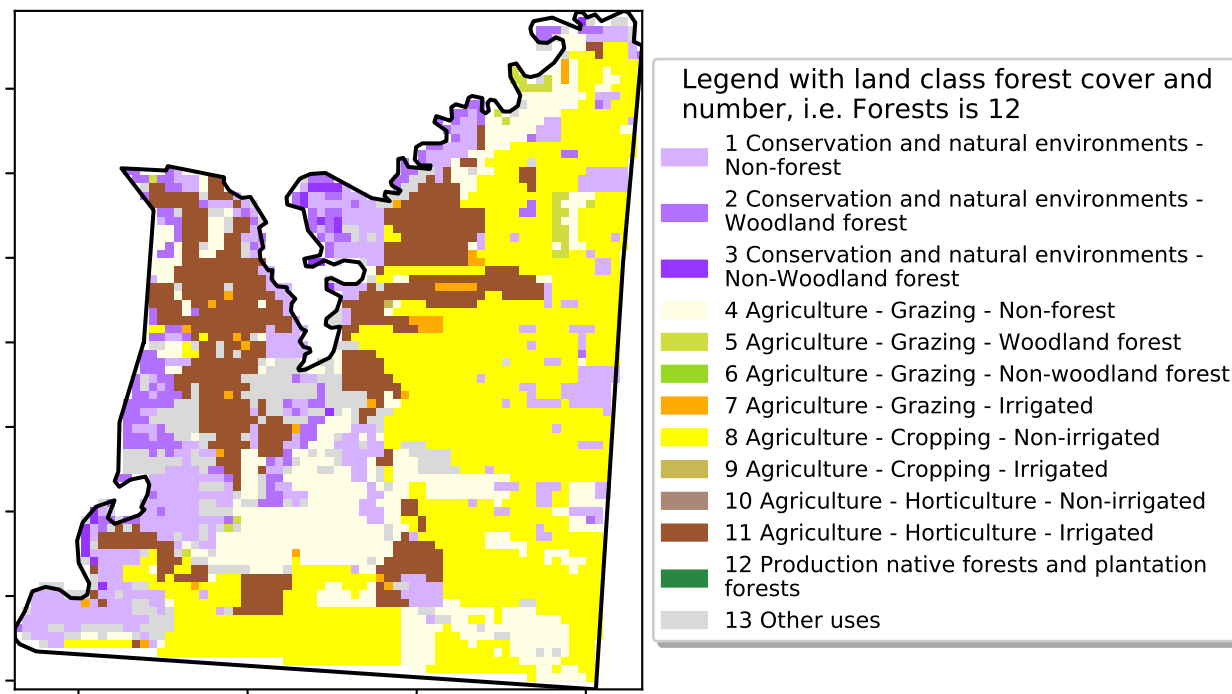 Legend with land class forest cover and
number, i.e. Forests is 12
1 Conservation and natural environments -
Non-forest
2 Conservation and natural environments -
Woodland forest
3 Conservation and natural environments -
Non-Woodland forest
4 Agriculture - Grazing - Non-forest
5 Agriculture - Grazing - Woodland forest
6 Agriculture - Grazing - Non-woodland forest
7 Agriculture - Grazing - Irrigated
8 Agriculture - Cropping - Non-irrigated
9 Agriculture - Cropping - Irrigated
10 Agriculture - Horticulture - Non-irrigated
11 Agriculture - Horticulture - Irrigated
12 Production native forests and plantation
forests
13 Other uses